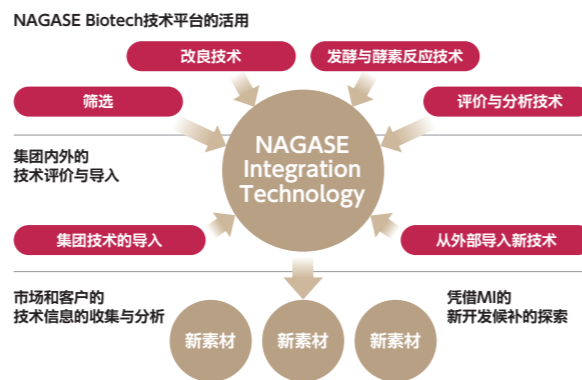 NAGASE Biotech技术平台的活用
改良技术
发酵与酵素反应技术
筛选
评价与分析技术
NAGASE
Integration
Technology
集团内外的
技术评价与导入
集团技术的导入
从外部导入新技术
市场和客户的
技术信息的收集与分析
凭借MI的
新开发候补的探索
新素材
新素材
新素材